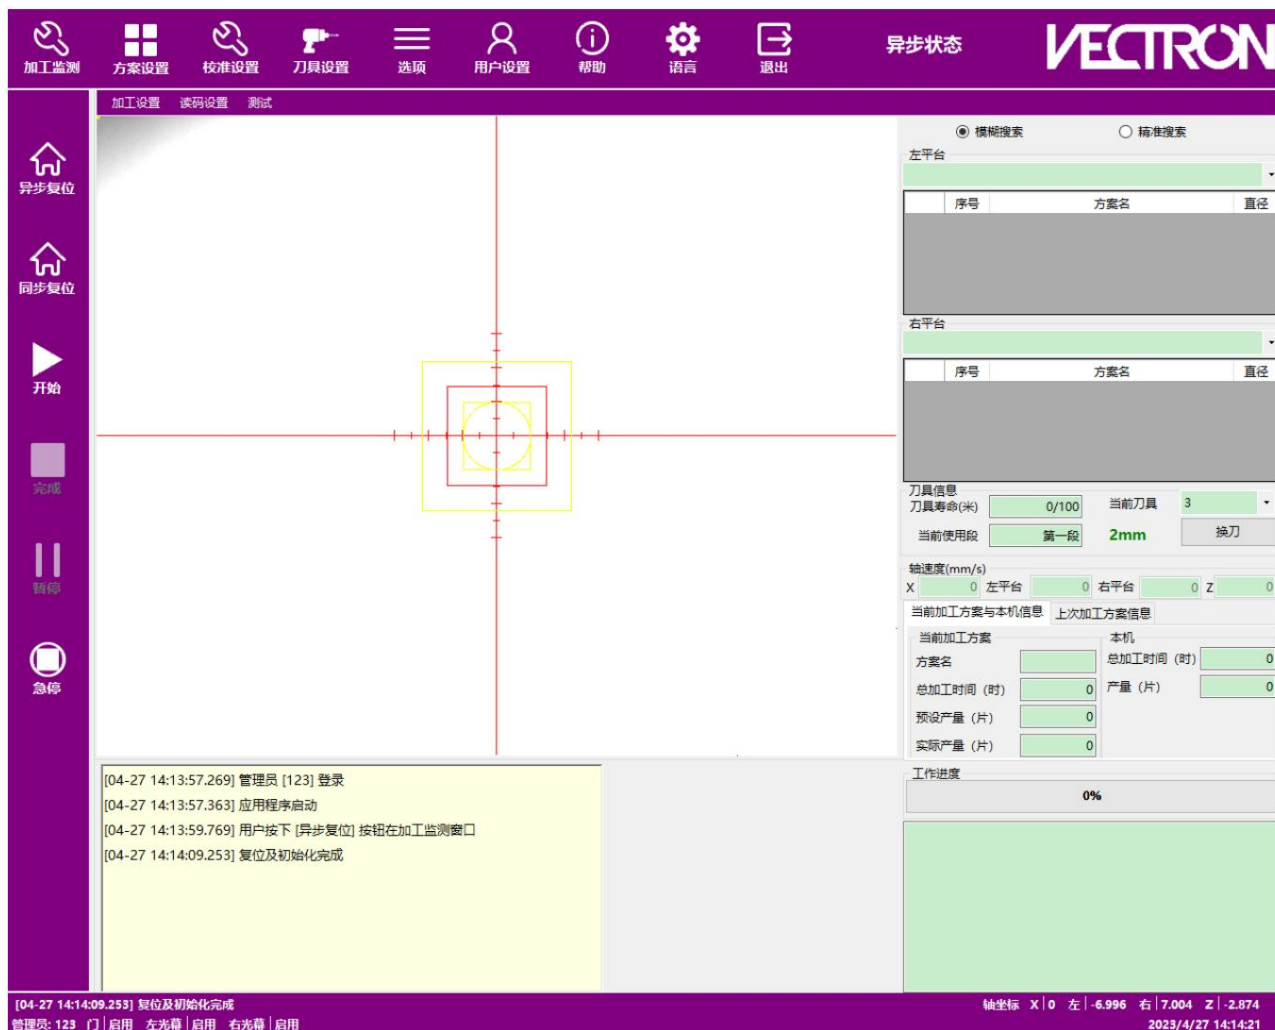 加工监测 方案设置 校准设置 刀具设置 选项 用户设置 帮助 语言 退出 异步状态 VECTRON
加工设置 读码设置 测试
异步复位
同步复位
开始
完成
暂停
急停
模糊搜索 精准搜索
左平台
序号 方案名 直径
右平台
序号 方案名 直径
刀具信息
刀具寿命(米) 0/100 当前刀具 3
当前使用段 第一段 2mm 换刀
轴速度(mm/s)
X 0 左平台 0 右平台 0 Z 0
当前加工方案与本机信息 上次加工方案信息
当前加工方案 本机
方案名 总加工时间（时） 0
总加工时间（时） 0 产量（片） 0
预设产量（片） 0
实际产量（片） 0
工作进度
0%
[04-27 14:13:57.269] 管理员 [123] 登录
[04-27 14:13:57.363] 应用程序启动
[04-27 14:13:59.769] 用户按下 [异步复位] 按钮在加工监测窗口
[04-27 14:14:09.253] 复位及初始化完成
[04-27 14:14:09.253] 复位及初始化完成 轴坐标 X 0 左 -6.996 右 7.004 Z -2.874
管理员: 123 门 启用 左光幕 启用 右光幕 启用 2023/4/27 14:14:21